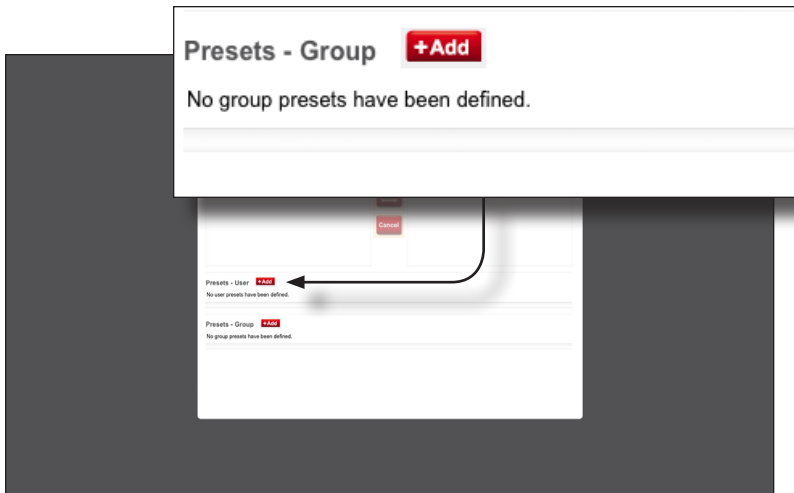 Presets - Group +Add
No group presets have been defined.
Cancel
Presets - User +Add
No user presets have been defined.
Presets - Group +Add
No group presets have been defined.